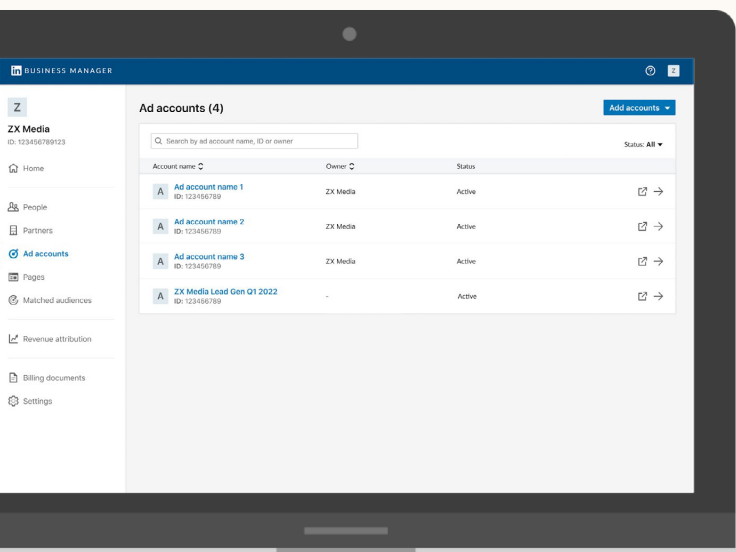 in BUSINESS MANAGER
Z
Z
ZX Media
ID: 123456789123
Home
People
Partners
Ad accounts
Pages
Matched audiences
Revenue attribution
Billing documents
Settings
Ad accounts (4)
Add accounts
Search by ad account name, ID or owner
Status: All
Account name Owner Status
A Ad account name 1 ZX Media Active
ID: 123456789
A Ad account name 2 ZX Media Active
ID: 123456789
A Ad account name 3 ZX Media Active
ID: 123456789
A ZX Media Lead Gen Q1 2022 - Active
ID: 123456789